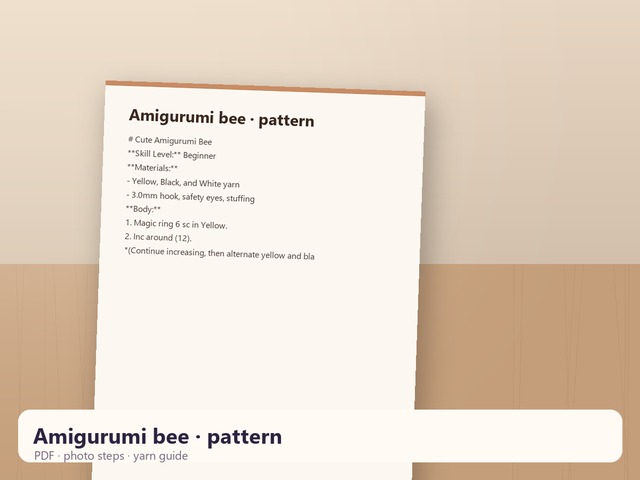 Amigurumi bee · pattern
# Cute Amigurumi Bee
**Skill Level:** Beginner
**Materials:**
- Yellow, Black, and White yarn
- 3.0mm hook, safety eyes, stuffing
**Body:**
1. Magic ring 6 sc in Yellow.
2. Inc around (12).
*(Continue increasing, then alternate yellow and bla
Amigurumi bee · pattern
PDF · photo steps · yarn guide